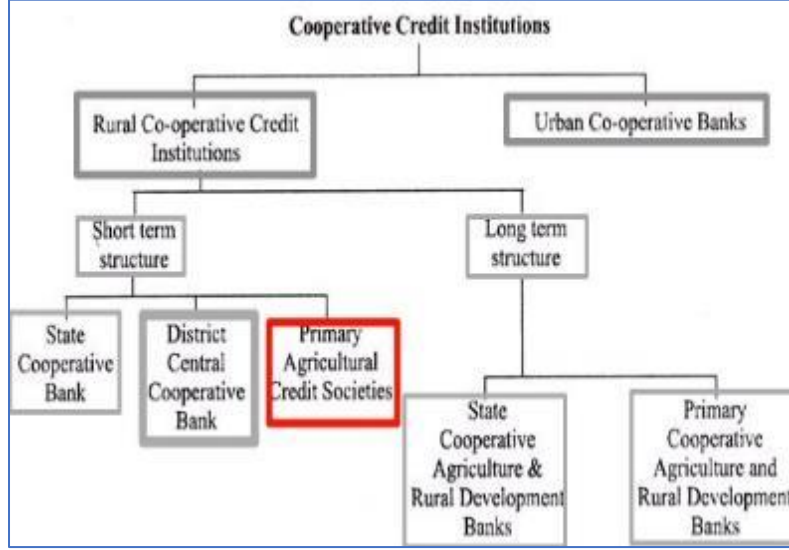 Cooperative Credit Institutions
Rural Co-operative Credit
Institutions
Urban Co-operative Banks
Short term
structure
Long term
structure
State
Cooperative
Bank
District
Central
Cooperative
Bank
Primary
Agricultural
Credit Societies
State
Cooperative
Agriculture &
Rural Development
Banks
Primary
Cooperative
Agriculture and
Rural Development
Banks